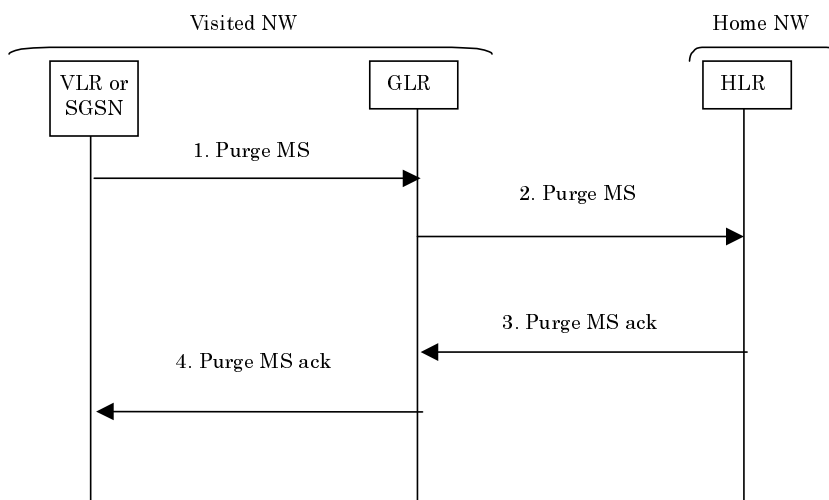 Visited NW
Home NW
VLR or
SGSN
GLR
HLR
1. Purge MS
2. Purge MS
3. Purge MS ack
4. Purge MS ack